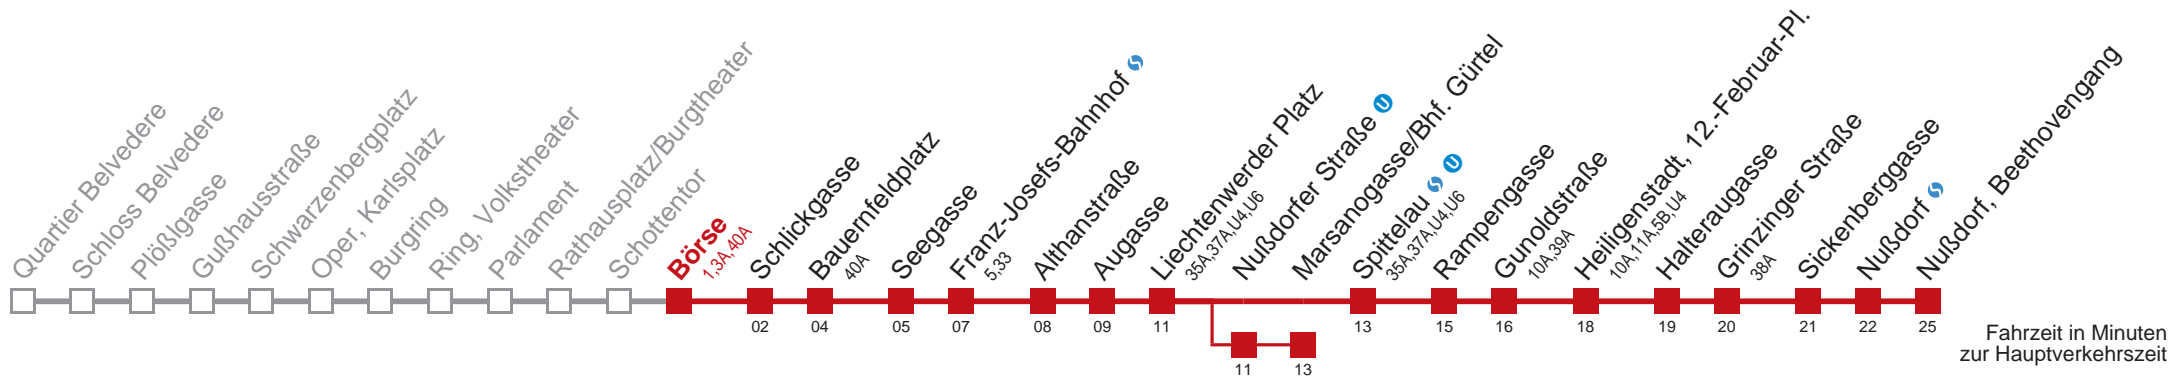 Quartier Belvedere
Schloss Belvedere
Plößlgasse
Gußhausstraße
Schwarzenbergplatz
Oper, Karlsplatz
Burgring
Ring, Volkstheater
Parlament
Rathausplatz/Burgtheater
Schottentor
Börse
1,3A,40A
Schlickgasse
Bauernfeldplatz
40A
Seegasse
Franz-Josefs-Bahnhof S
5,33
Althanstraße
Augasse
Liechtenwerder Platz
35A,37A,U4,U6
Nußdorfer Straße U
Marsanogasse/Bhf. Gürtel
Spittelau S U
35A,37A,U4,U6
Rampengasse
Gunoldstraße
10A,39A
Heiligenstadt, 12.-Februar-Pl.
10A,11A,5B,U4
Halteraugasse
Grinzinger Straße
38A
Sickenberggasse
Nußdorf S
Nußdorf, Beethovengang
02 04 05 07 08 09 11 13 15 16 18 19 20 21 22 25
11 13
Fahrzeit in Minuten
zur Hauptverkehrszeit